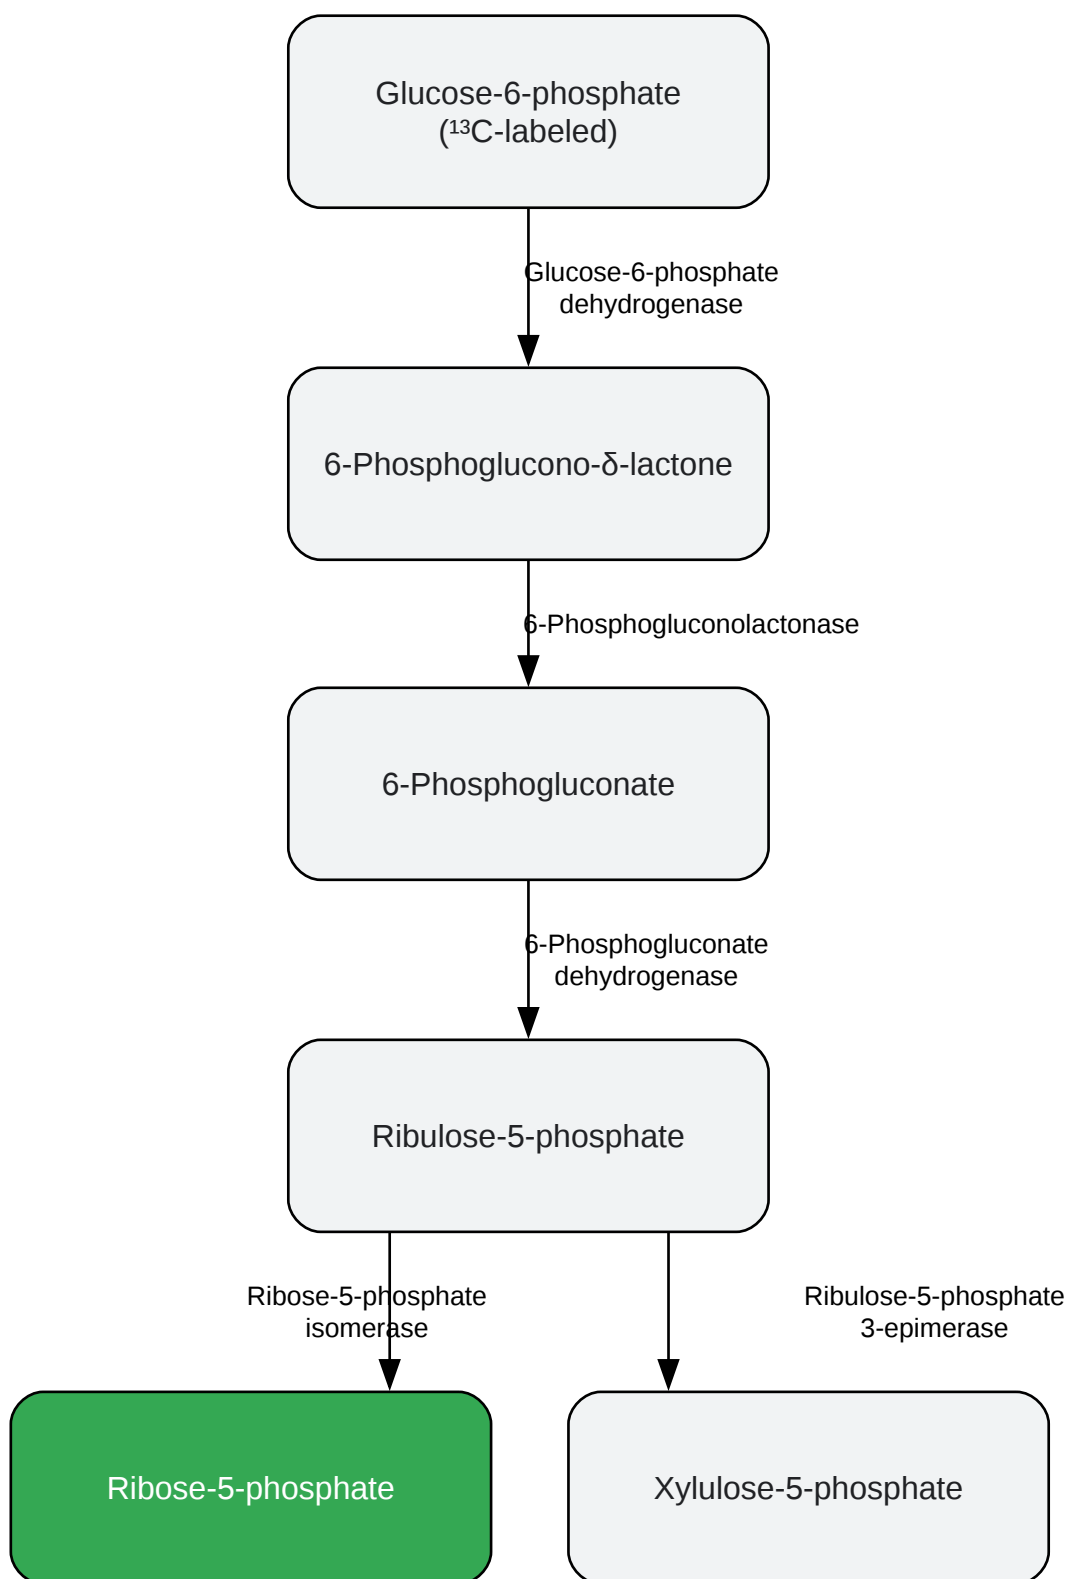 Glucose-6-phosphate
(¹³C-labeled)
Glucose-6-phosphate
dehydrogenase
6-Phosphoglucono-δ-lactone
6-Phosphogluconolactonase
6-Phosphogluconate
6-Phosphogluconate
dehydrogenase
Ribulose-5-phosphate
Ribose-5-phosphate
isomerase
Ribulose-5-phosphate
3-epimerase
Ribose-5-phosphate
Xylulose-5-phosphate